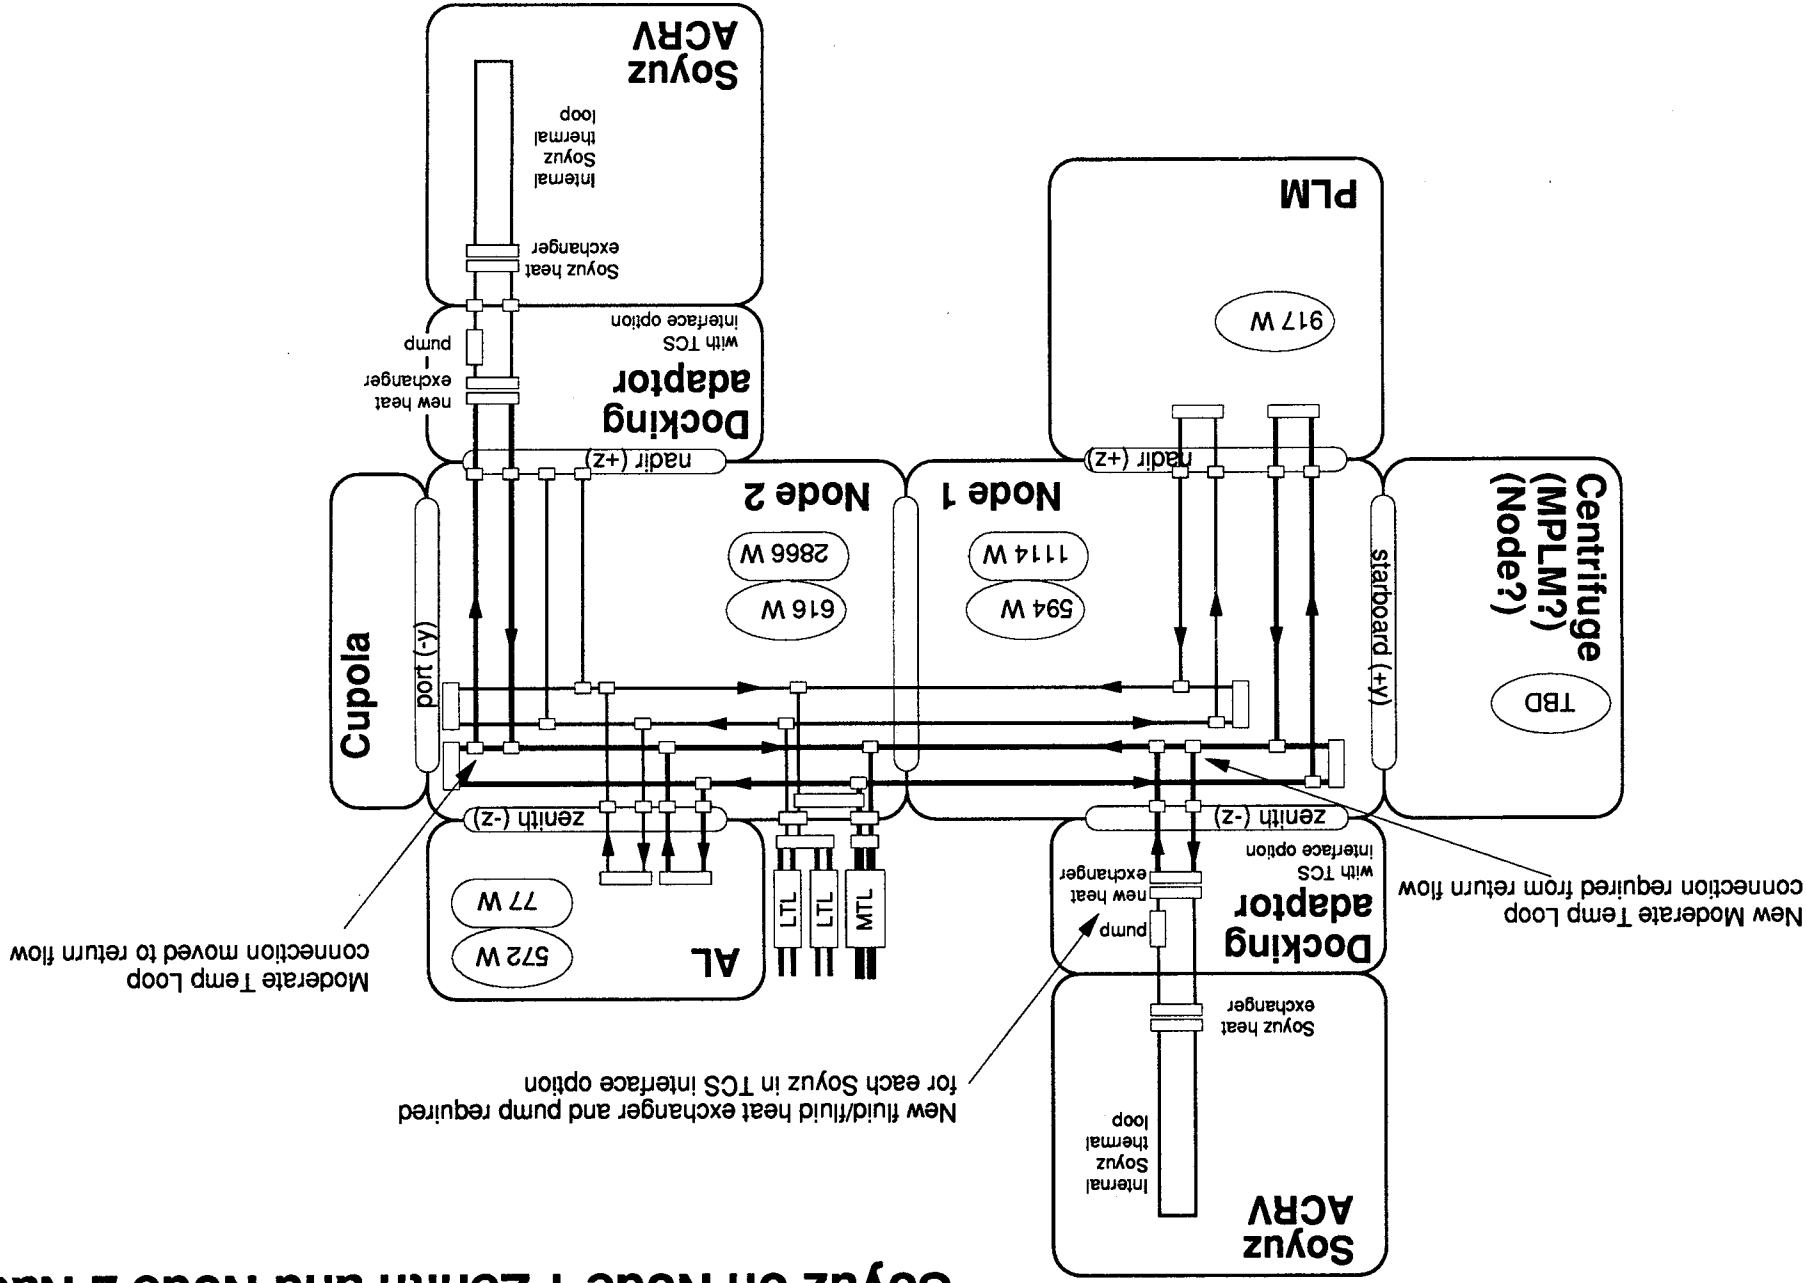 Soyuz on Node 1 Zenith and Node 2
Soyuz
ACRV
Internal
Soyuz
thermal
loop
Soyuz heat
exchanger
New fluid/fluid heat exchanger and pump required
for each Soyuz in TCS interface option
Docking
adaptor
with TCS
interface option
pump
new heat
exchanger
New Moderate Temp Loop
connection required from return flow
Moderate Temp Loop
connection moved to return flow
AL
572 W
77 W
MTL
LTL
LTL
zenith (-z)
zenith (-z)
Centrifuge
(MPLM?)
(Node?)
TBD
starboard (+y)
Node 1
594 W
1114 W
Node 2
616 W
2866 W
port (-y)
Cupola
nadir (+z)
nadir (+z)
PLM
917 W
Docking
adaptor
with TCS
interface option
new heat
exchanger
pump
Soyuz heat
exchanger
Internal
Soyuz
thermal
loop
Soyuz
ACRV